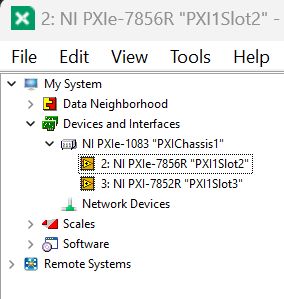 2: NI PXIe-7856R "PXI1Slot2" -
File Edit View Tools Help
My System
Data Neighborhood
Devices and Interfaces
NI PXIe-1083 "PXIChassis1"
2: NI PXIe-7856R "PXI1Slot2"
3: NI PXI-7852R "PXI1Slot3"
Network Devices
Scales
Software
Remote Systems